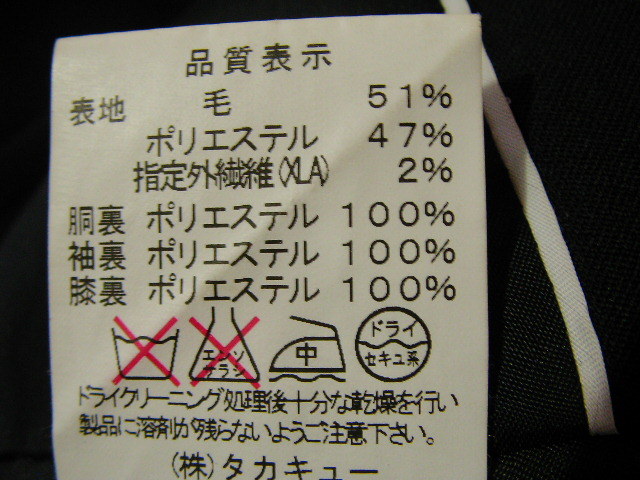 品質表示
表地 毛 51%
ポリエステル 47%
指定外繊維(XLA) 2%
胴裏 ポリエステル 100%
袖裏 ポリエステル 100%
膝裏 ポリエステル 100%
エンソ サラシ 中 ドライ セキユ系
ドライクリーニング処理後十分な乾燥を行い
製品に溶剤が残らないようご注意下さい。
(株)タカキュー